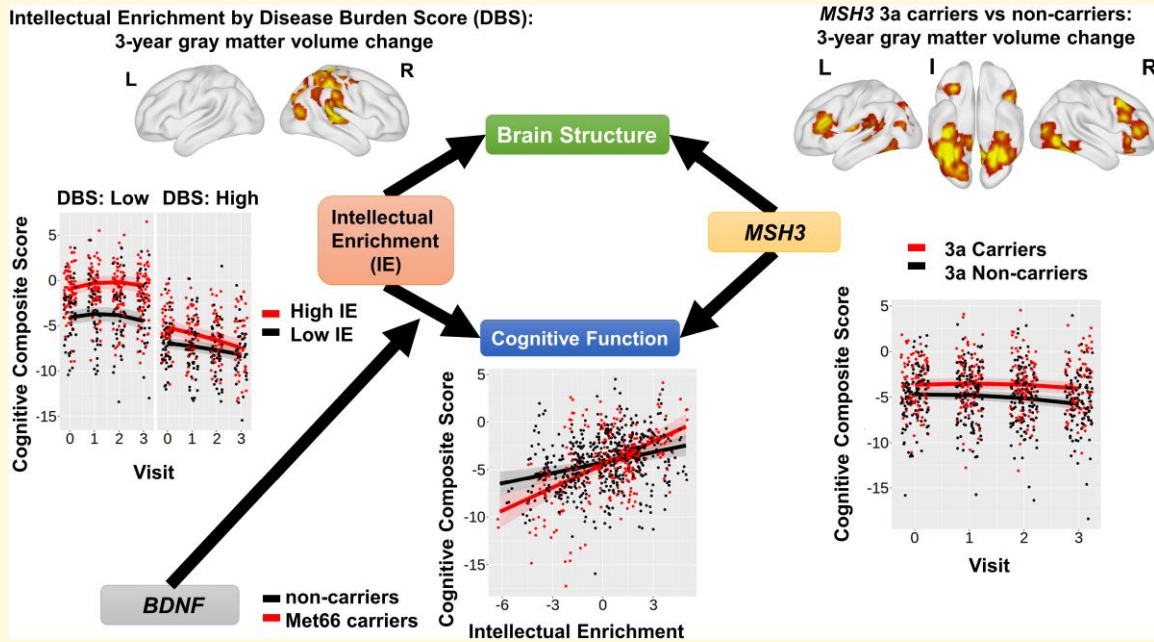 Intellectual Enrichment by Disease Burden Score (DBS):
3-year gray matter volume change
L
R
MSH3 3a carriers vs non-carriers:
3-year gray matter volume change
L
I
R
Brain Structure
Intellectual
Enrichment
(IE)
MSH3
Cognitive Function
BDNF
DBS: Low
DBS: High
Cognitive Composite Score
5
0
-5
-10
-15
0 1 2 3
0 1 2 3
Visit
High IE
Low IE
non-carriers
Met66 carriers
Cognitive Composite Score
5
0
-5
-10
-15
-6 -3 0 3
Intellectual Enrichment
3a Carriers
3a Non-carriers
Cognitive Composite Score
5
0
-5
-10
-15
0 1 2 3
Visit